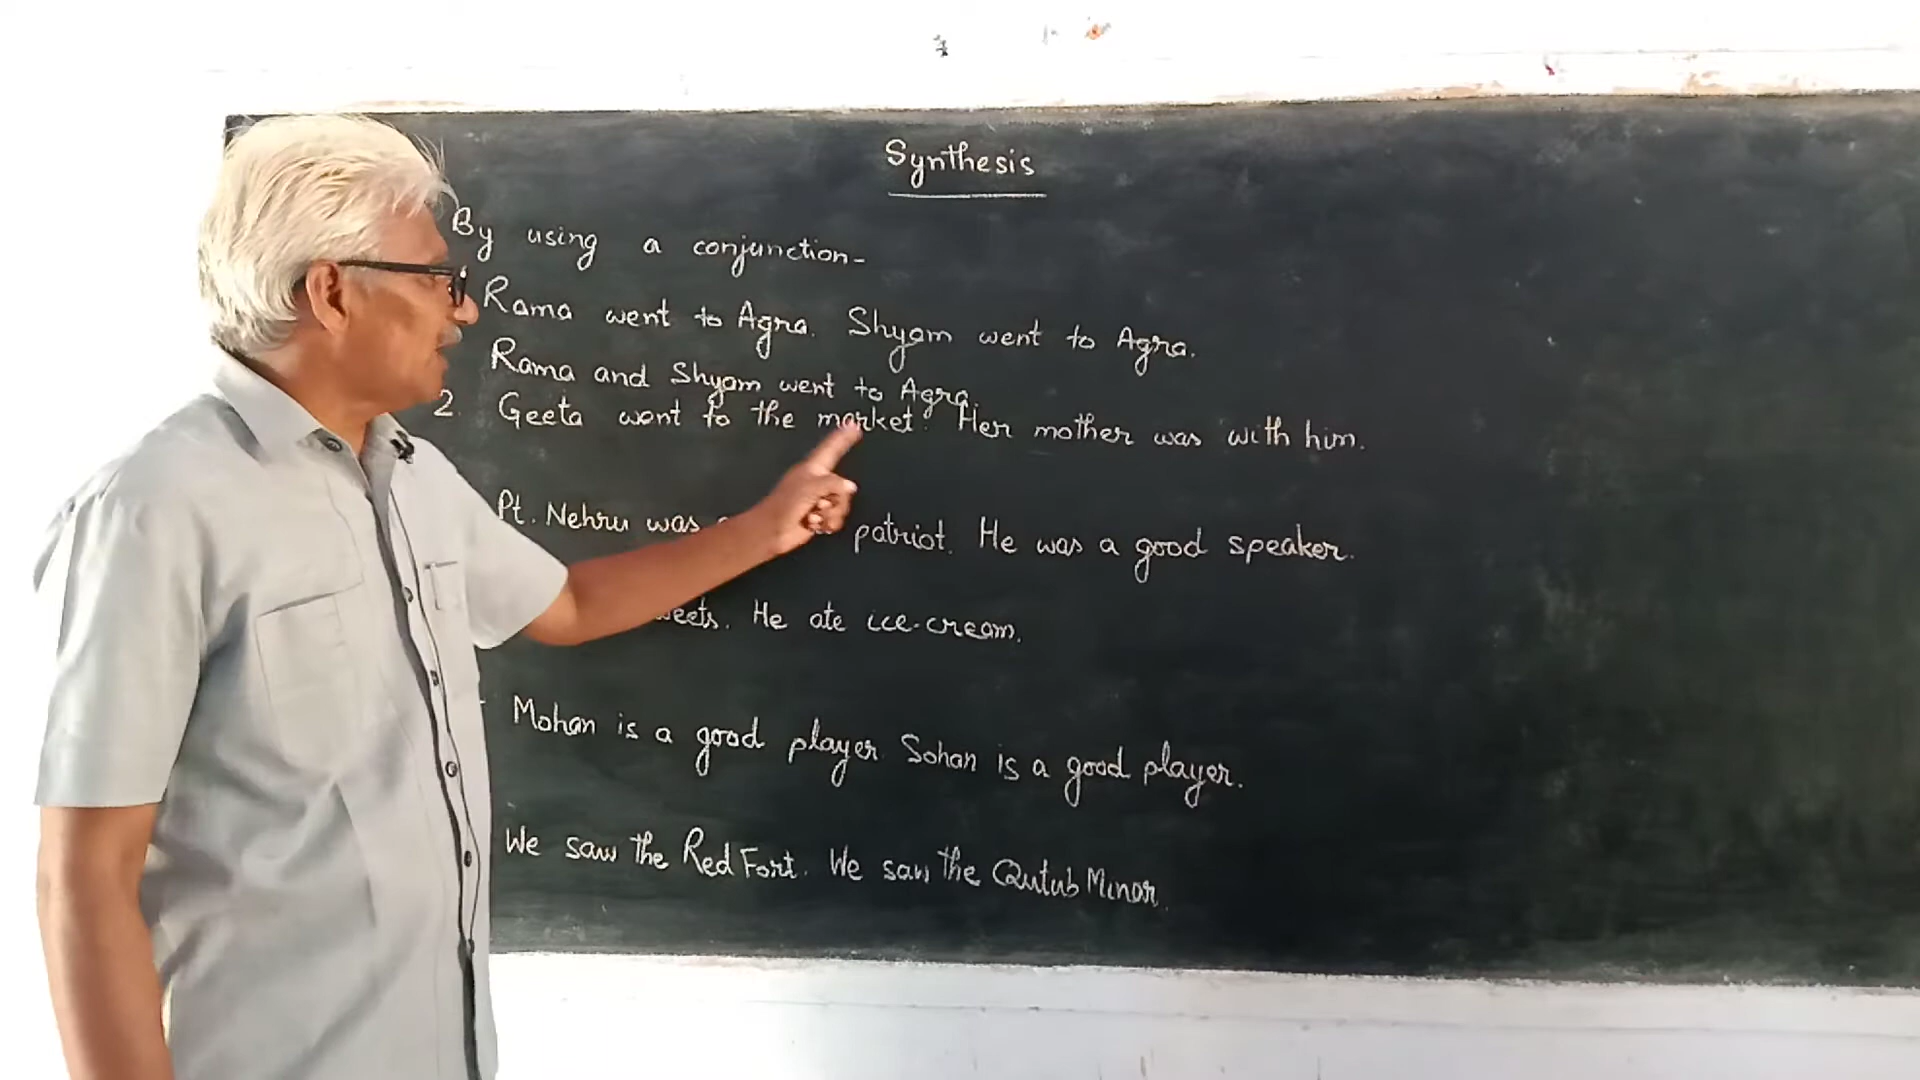 Synthesis
By using a conjunction-
Rama went to Agra. Shyam went to Agra.
Rama and Shyam went to Agra.
2. Geeta went to the market. Her mother was with him.
Pt. Nehru was patriot. He was a good speaker.
He ate ice-cream.
Mohan is a good player. Sohan is a good player.
We saw the Red Fort. We saw the Qutub Minar.